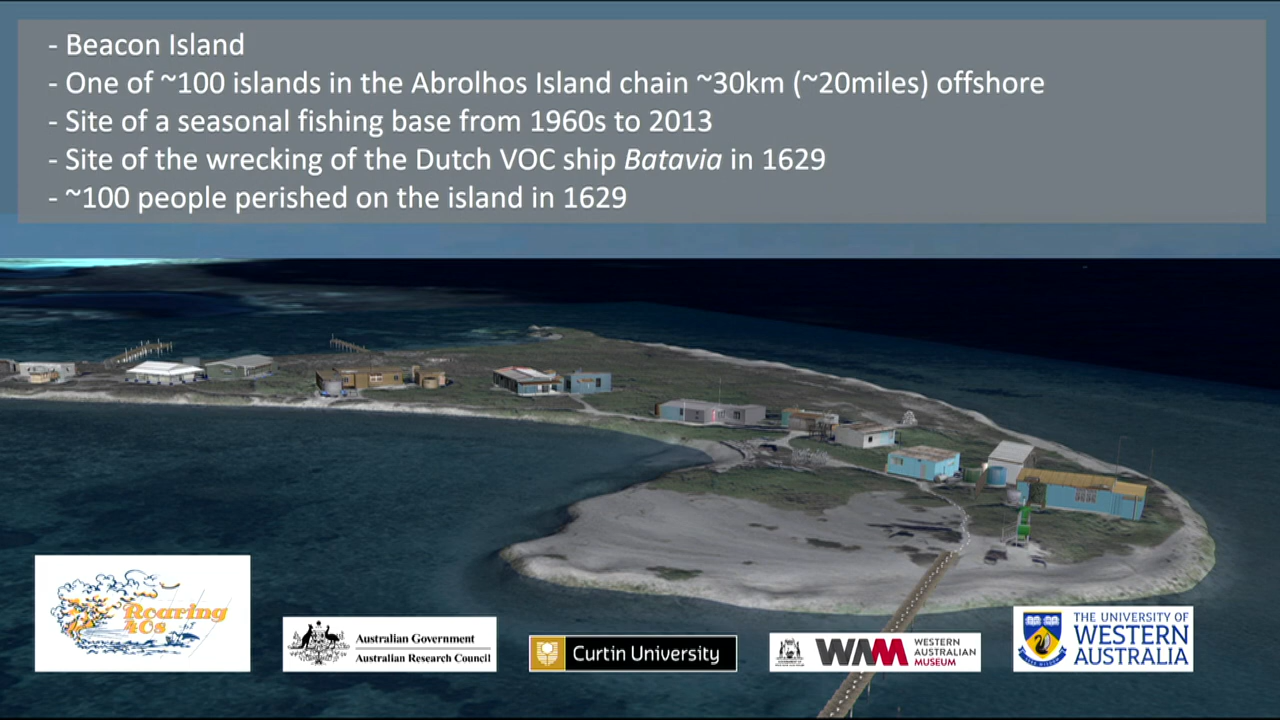 - Beacon Island
- One of ~100 islands in the Abrolhos Island chain ~30km (~20miles) offshore
- Site of a seasonal fishing base from 1960s to 2013
- Site of the wrecking of the Dutch VOC ship Batavia in 1629
- ~100 people perished on the island in 1629
Roaring
40s
Australian Government
Australian Research Council
Curtin University
WAM
WESTERN
AUSTRALIAN
MUSEUM
THE UNIVERSITY OF
WESTERN
AUSTRALIA